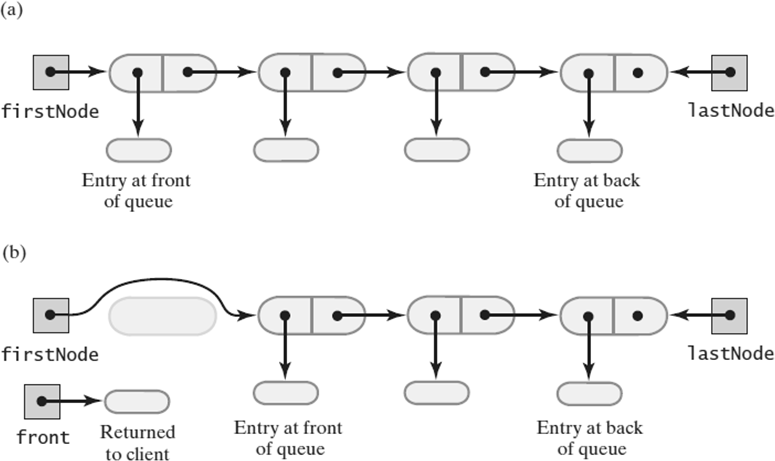 (a)
firstNode
lastNode
Entry at front
of queue
Entry at back
of queue
(b)
firstNode
lastNode
front
Returned
to client
Entry at front
of queue
Entry at back
of queue